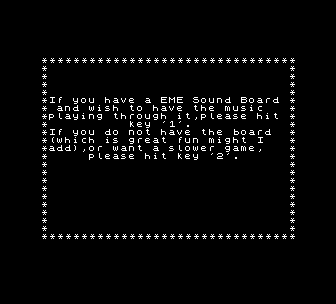 If you have a EME Sound Board
and wish to have the music
playing through it,please hit
key '1'.
If you do not have the board
(which is great fun might I
add),or want a slower game,
please hit key '2'.